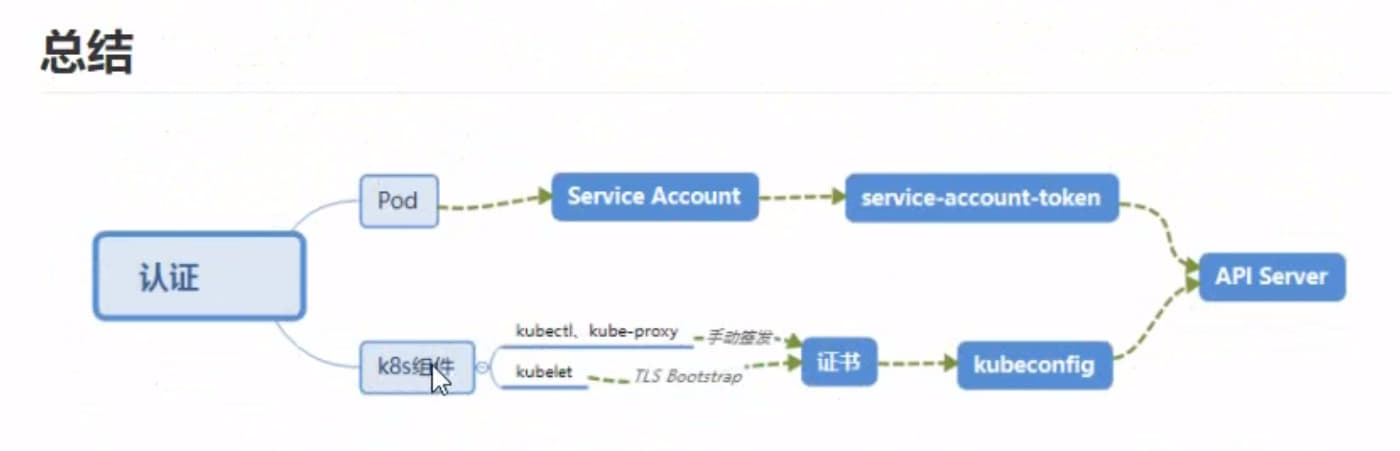 总结
Pod
Service Account
service-account-token
认证
API Server
kubectl、kube-proxy
手动签发
k8s组件
kubelet
TLS Bootstrap
证书
kubeconfig